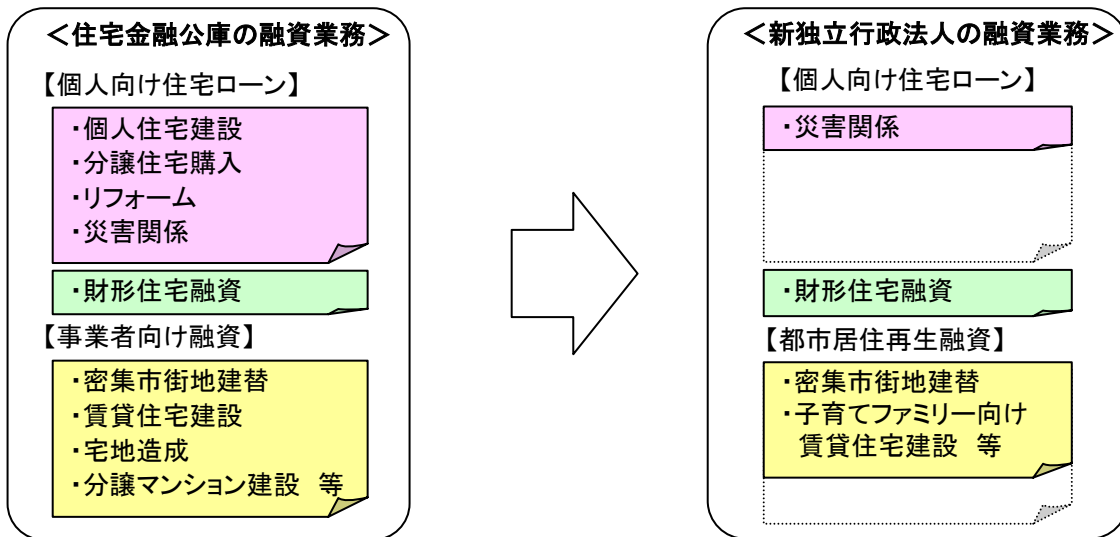 ＜住宅金融公庫の融資業務＞
【個人向け住宅ローン】
・個人住宅建設
・分譲住宅購入
・リフォーム
・災害関係
・財形住宅融資
【事業者向け融資】
・密集市街地建替
・賃貸住宅建設
・宅地造成
・分譲マンション建設　等
＜新独立行政法人の融資業務＞
【個人向け住宅ローン】
・災害関係
・財形住宅融資
【都市居住再生融資】
・密集市街地建替
・子育てファミリー向け
賃貸住宅建設　等